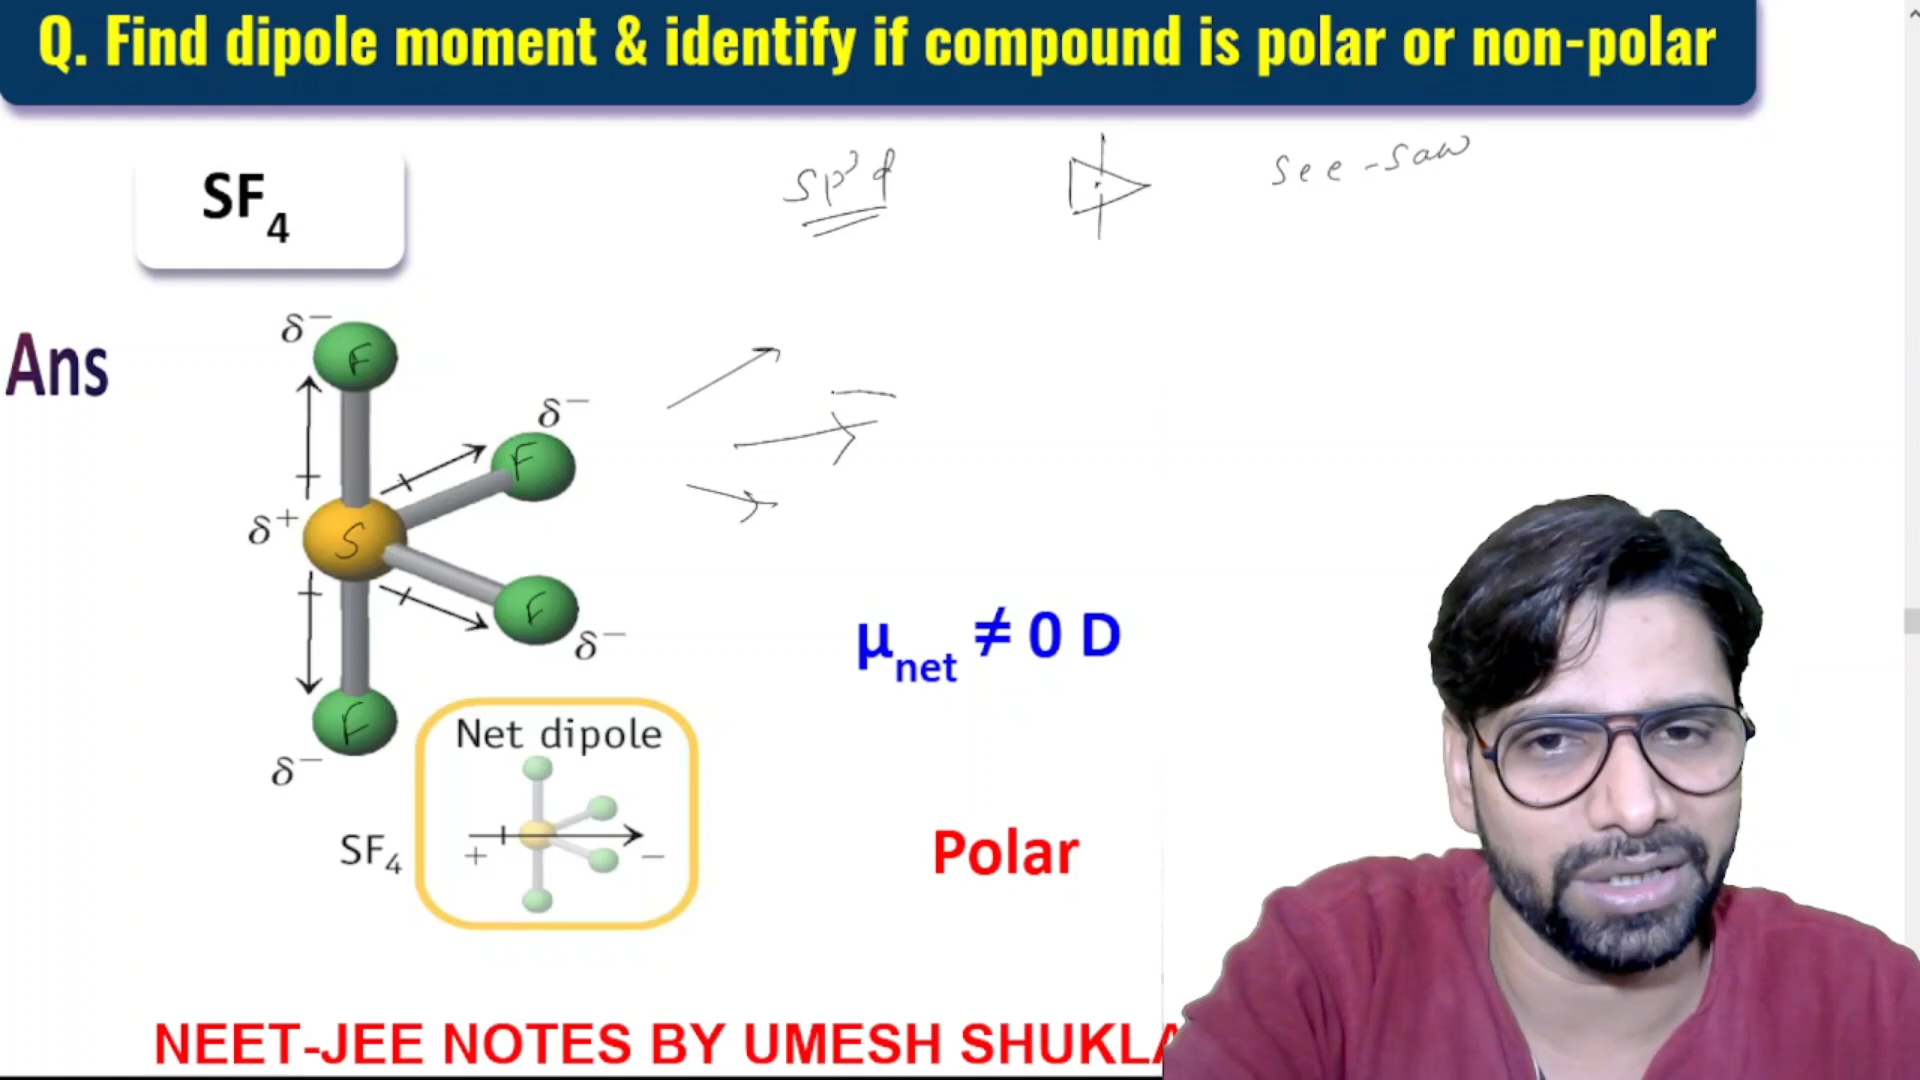 Q. Find dipole moment & identify if compound is polar or non-polar
SF₄
sp³d
See-saw
Ans
δ⁻
F
δ⁻
F
δ⁺
S
F
δ⁻
F
δ⁻
μnet ≠ 0 D
Net dipole
SF₄
+
−
Polar
NEET-JEE NOTES BY UMESH SHUKLA